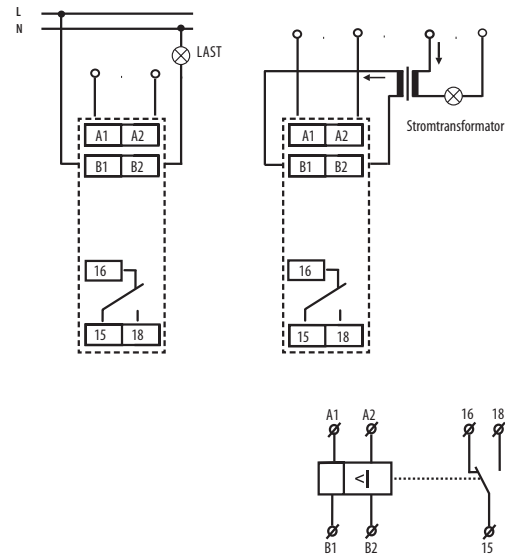 L
N
LAST
A1 A2
B1 B2
16
15 18
Stromtransformator
A1 A2
B1 B2
16
15 18
A1 A2 16 18
<I
B1 B2 15